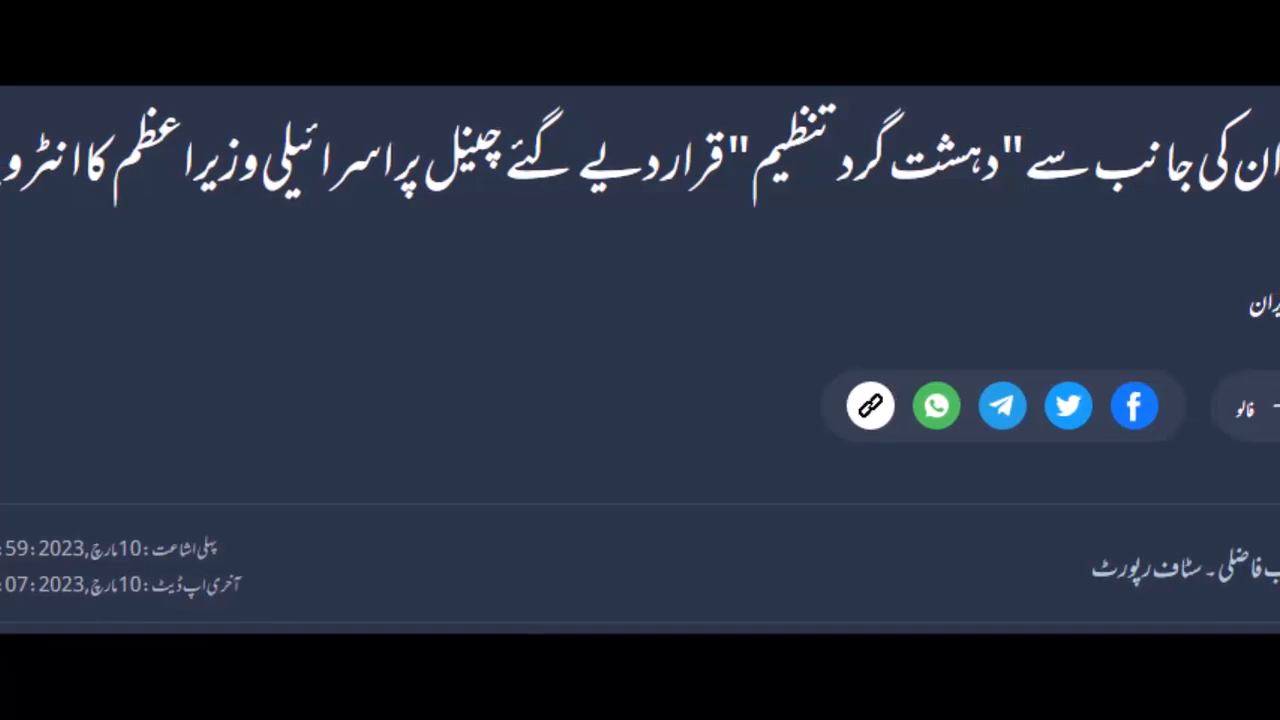 ان کی جانب سے "دہشت گرد تنظیم" قرار دیے گئے چینل پر اسرائیلی وزیر اعظم کا انٹرو
ران
فالو
فاضلی ۔ سٹاف رپورٹ
پہلی اشاعت: 10 مارچ ,2023: 59:
آخری اپ ڈیٹ: 10 مارچ ,2023: 07: